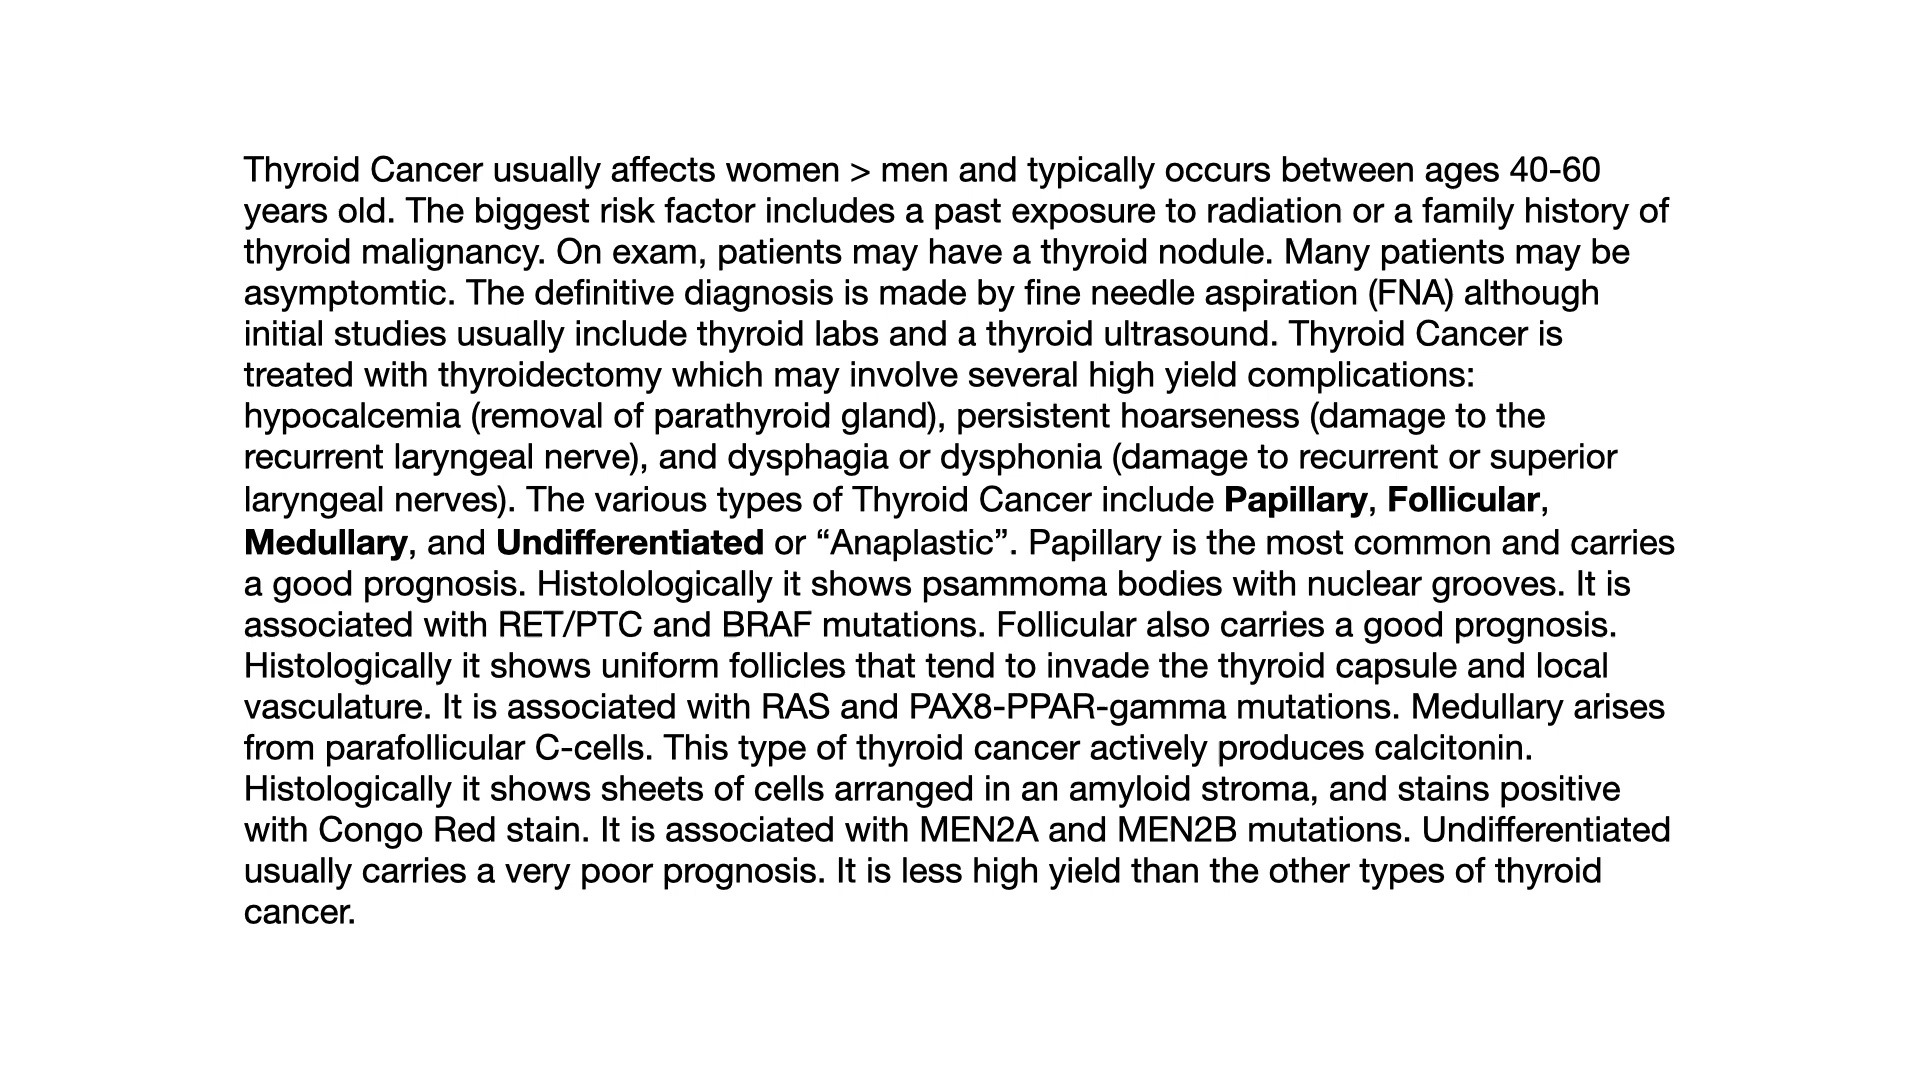 Thyroid Cancer usually affects women > men and typically occurs between ages 40-60
years old. The biggest risk factor includes a past exposure to radiation or a family history of
thyroid malignancy. On exam, patients may have a thyroid nodule. Many patients may be
asymptomtic. The definitive diagnosis is made by fine needle aspiration (FNA) although
initial studies usually include thyroid labs and a thyroid ultrasound. Thyroid Cancer is
treated with thyroidectomy which may involve several high yield complications:
hypocalcemia (removal of parathyroid gland), persistent hoarseness (damage to the
recurrent laryngeal nerve), and dysphagia or dysphonia (damage to recurrent or superior
laryngeal nerves). The various types of Thyroid Cancer include Papillary, Follicular,
Medullary, and Undifferentiated or “Anaplastic”. Papillary is the most common and carries
a good prognosis. Histolologically it shows psammoma bodies with nuclear grooves. It is
associated with RET/PTC and BRAF mutations. Follicular also carries a good prognosis.
Histologically it shows uniform follicles that tend to invade the thyroid capsule and local
vasculature. It is associated with RAS and PAX8-PPAR-gamma mutations. Medullary arises
from parafollicular C-cells. This type of thyroid cancer actively produces calcitonin.
Histologically it shows sheets of cells arranged in an amyloid stroma, and stains positive
with Congo Red stain. It is associated with MEN2A and MEN2B mutations. Undifferentiated
usually carries a very poor prognosis. It is less high yield than the other types of thyroid
cancer.